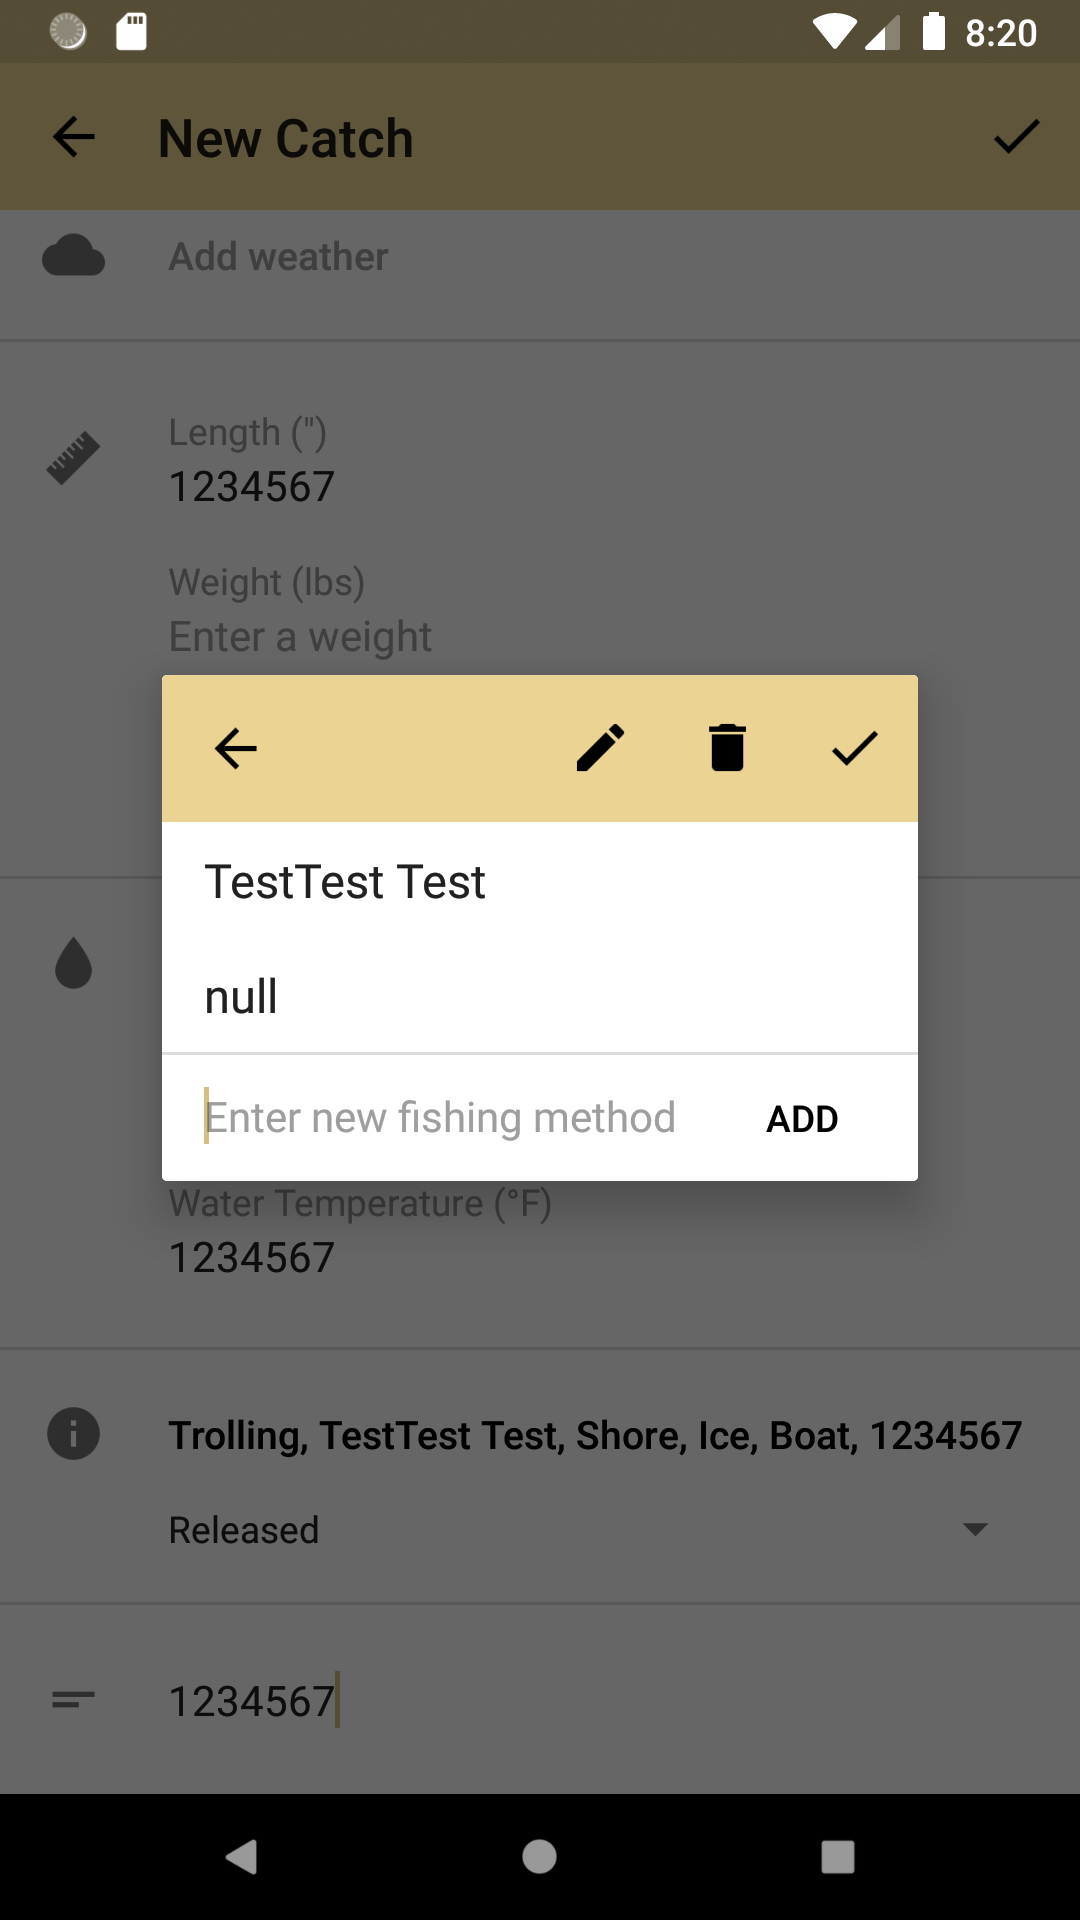 8:20
New Catch
Add weather
Length (")
1234567
Weight (lbs)
Enter a weight
TestTest Test
null
Enter new fishing method ADD
Water Temperature (°F)
1234567
Trolling, TestTest Test, Shore, Ice, Boat, 1234567
Released
1234567